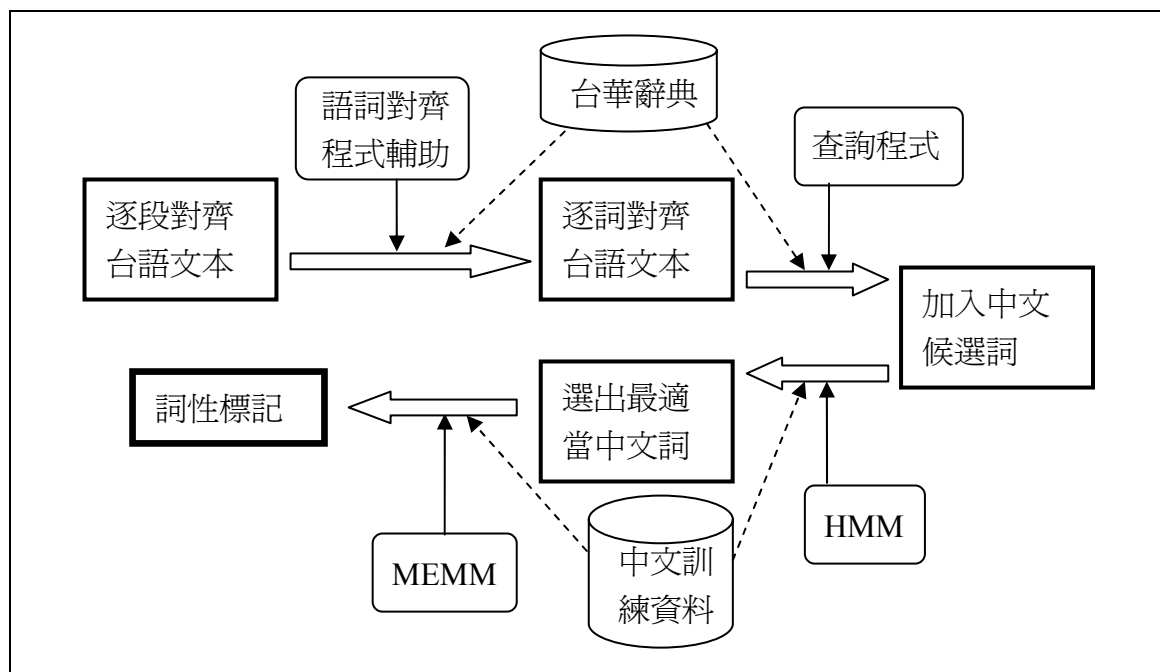 台華辭典
語詞對齊
程式輔助
查詢程式
逐段對齊
台語文本
逐詞對齊
台語文本
加入中文
候選詞
選出最適
當中文詞
詞性標記
MEMM
中文訓
練資料
HMM